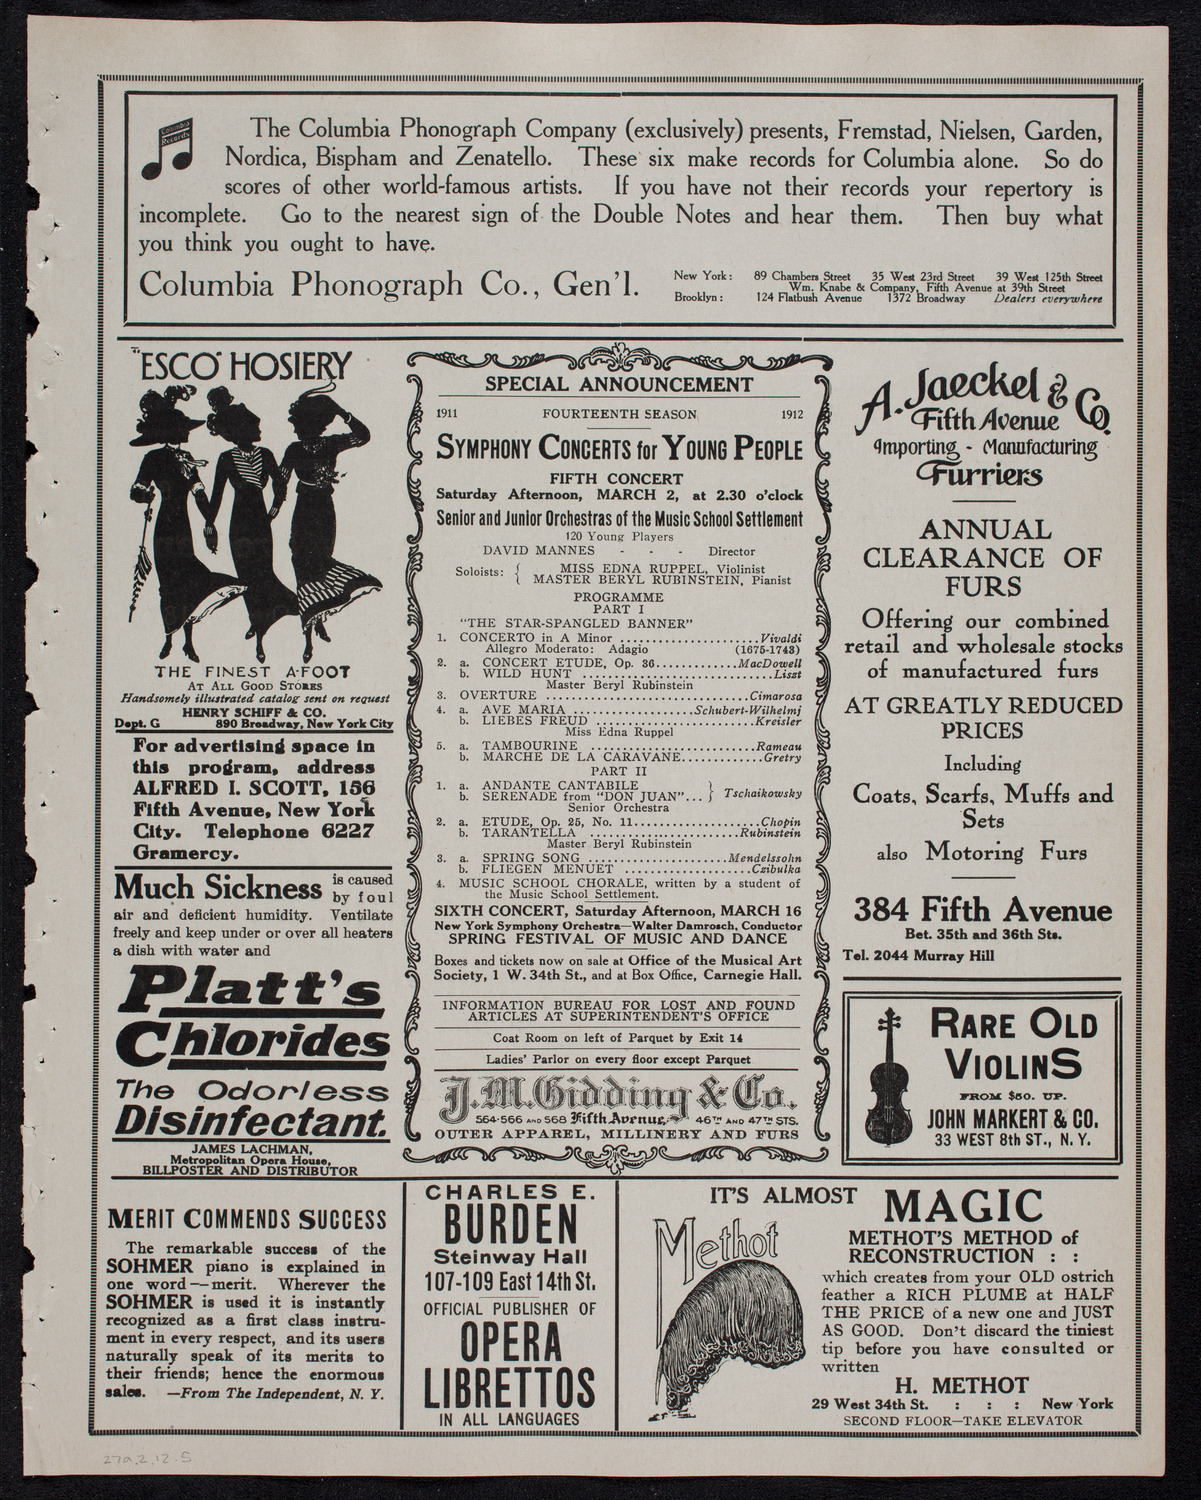 Columbia
Records
The Columbia Phonograph Company (exclusively) presents, Fremstad, Nielsen, Garden,
Nordica, Bispham and Zenatello. These six make records for Columbia alone. So do
scores of other world-famous artists. If you have not their records your repertory is
incomplete. Go to the nearest sign of the Double Notes and hear them. Then buy what
you think you ought to have.
Columbia Phonograph Co., Gen'l.
New York: 89 Chambers Street 35 West 23rd Street 39 West 125th Street
Wm. Knabe & Company, Fifth Avenue at 39th Street
Brooklyn: 124 Flatbush Avenue 1372 Broadway Dealers everywhere
"ESCO" HOSIERY
THE FINEST A-FOOT
AT ALL GOOD STORES
Handsomely illustrated catalog sent on request
HENRY SCHIFF & CO.
Dept. G 890 Broadway, New York City
For advertising space in
this program, address
ALFRED I. SCOTT, 156
Fifth Avenue, New York
City. Telephone 6227
Gramercy.
Much Sickness is caused
by foul
air and deficient humidity. Ventilate
freely and keep under or over all heaters
a dish with water and
Platt's
Chlorides
The Odorless
Disinfectant.
JAMES LACHMAN,
Metropolitan Opera House,
BILLPOSTER AND DISTRIBUTOR
SPECIAL ANNOUNCEMENT
1911 FOURTEENTH SEASON 1912
SYMPHONY CONCERTS for YOUNG PEOPLE
FIFTH CONCERT
Saturday Afternoon, MARCH 2, at 2.30 o'clock
Senior and Junior Orchestras of the Music School Settlement
120 Young Players
DAVID MANNES - - - Director
Soloists: { MISS EDNA RUPPEL, Violinist
{ MASTER BERYL RUBINSTEIN, Pianist
PROGRAMME
PART I
"THE STAR-SPANGLED BANNER"
1. CONCERTO in A Minor ..................... Vivaldi
Allegro Moderato: Adagio (1675-1743)
2. a. CONCERT ETUDE, Op. 36............ MacDowell
b. WILD HUNT ............................ Liszt
Master Beryl Rubinstein
3. OVERTURE ................................ Cimarosa
4. a. AVE MARIA ...................... Schubert-Wilhelmj
b. LIEBES FREUD ........................ Kreisler
Miss Edna Ruppel
5. a. TAMBOURINE ......................... Rameau
b. MARCHE DE LA CARAVANE............. Gretry
PART II
1. a. ANDANTE CANTABILE }
b. SERENADE from "DON JUAN"... } Tschaikowsky
Senior Orchestra
2. a. ETUDE, Op. 25, No. 11................... Chopin
b. TARANTELLA ....................... Rubinstein
Master Beryl Rubinstein
3. a. SPRING SONG ...................... Mendelssohn
b. FLIEGEN MENUET ................... Czibulka
4. MUSIC SCHOOL CHORALE, written by a student of
the Music School Settlement.
SIXTH CONCERT, Saturday Afternoon, MARCH 16
New York Symphony Orchestra—Walter Damrosch, Conductor
SPRING FESTIVAL OF MUSIC AND DANCE
Boxes and tickets now on sale at Office of the Musical Art
Society, 1 W. 34th St., and at Box Office, Carnegie Hall.
INFORMATION BUREAU FOR LOST AND FOUND
ARTICLES AT SUPERINTENDENT'S OFFICE
Coat Room on left of Parquet by Exit 14
Ladies' Parlor on every floor except Parquet
J.M. Gidding & Co.
564-566 AND 568 Fifth Avenue, 46TH AND 47TH STS.
OUTER APPAREL, MILLINERY AND FURS
A. Jaeckel & Co.
Fifth Avenue
Importing - Manufacturing
Furriers
ANNUAL
CLEARANCE OF
FURS
Offering our combined
retail and wholesale stocks
of manufactured furs
AT GREATLY REDUCED
PRICES
Including
Coats, Scarfs, Muffs and
Sets
also Motoring Furs
384 Fifth Avenue
Bet. 35th and 36th Sts.
Tel. 2044 Murray Hill
RARE OLD
VIOLINS
FROM $50. UP.
JOHN MARKERT & CO.
33 WEST 8th ST., N. Y.
MERIT COMMENDS SUCCESS
The remarkable success of the
SOHMER piano is explained in
one word—merit. Wherever the
SOHMER is used it is instantly
recognized as a first class instru-
ment in every respect, and its users
naturally speak of its merits to
their friends; hence the enormous
sales. —From The Independent, N. Y.
CHARLES E.
BURDEN
Steinway Hall
107-109 East 14th St.
OFFICIAL PUBLISHER OF
OPERA
LIBRETTOS
IN ALL LANGUAGES
IT'S ALMOST MAGIC
Methot
METHOT'S METHOD of
RECONSTRUCTION : :
which creates from your OLD ostrich
feather a RICH PLUME at HALF
THE PRICE of a new one and JUST
AS GOOD. Don't discard the tiniest
tip before you have consulted or
written
H. METHOT
29 West 34th St. : : : New York
SECOND FLOOR—TAKE ELEVATOR
27a.2.12.5